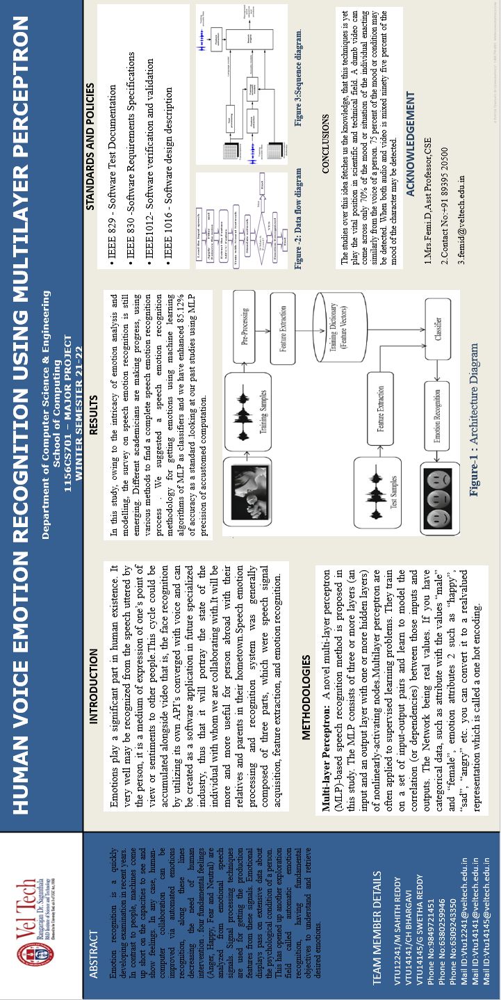 Vel Tech
Rangarajan Dr. Sagunthala
R&D Institute of Science and Technology
HUMAN VOICE EMOTION RECOGNITION USING MULTILAYER PERCEPTRON
Department of Computer Science & Engineering
School of Computing
1156CS701 – MAJOR PROJECT
WINTER SEMESTER 21-22
ABSTRACT
Emotion recognition is a quickly
developing examination in recent years.
In contrast to people, machines come
up short on the capacities to see and
show feelings. In any case, human-
computer collaboration can be
improved via automated emotions
recognition, along these lines
decreasing the need of human
intervention . four fundamental feelings
(Anger, Happy, Fear and Neutral) are
analyzed from emotional speech
signals. Signal processing techniques
are used for getting the production
features from these signals. Emotional
displays pass on extensive data about
the psychological condition of a person.
This has opened up another exploration
field called automatic emotion
recognition, having fundamental
objectives to understand and retrieve
desired emotions.
TEAM MEMBER DETAILS
VTU12241/M SAHITH REDDY
VTU14141/CH BHARGAVI
VTU14145/G SWETHA REDDY
Phone No:9849721451
Phone No:6380259946
Phone No:6309243350
Mail ID:Vtu12241@veltech.edu.in
Mail ID:Vtu14141@veltech.edu.in
Mail ID:Vtu14145@veltech.edu.in
INTRODUCTION
Emotions play a significant part in human existence. It
very well may be recognized from the speech uttered by
the person, it is a medium of expression of one's point of
view or sentiments to other people.This cycle could be
accumulated alongside video that is, the face recognition
by utilizing its own API's converged with voice and can
be created as a software application in future specialized
industry, thus that it will portray the state of the
individual with whom we are collaborating with.It will be
more and more useful for person abroad with their
relatives and parents in their hometown.Speech emotion
processing and recognition system was generally
composed of three parts, which were speech signal
acquisition, feature extraction, and emotion recognition.
METHODOLOGIES
Multi-layer Perceptron: A novel multi-layer perceptron
(MLP)-based speech recognition method is proposed in
this study. The MLP consists of three or more layers (an
input and an output layer with one or more hidden layers)
of nonlinearly-activating nodes.Multilayer perceptron are
often applied to supervised learning problems. They train
on a set of input-output pairs and learn to model the
correlation (or dependencies) between those inputs and
outputs. The Network being real values. If you have
categorical data, such as attribute with the values "male"
and "female", emotion attributes 2 such as "happy",
"sad", "angry" etc. you can convert it to a realvalued
representation which is called a one hot encoding.
RESULTS
In this study, owing to the intricacy of emotion analysis and
modelling, the survey on speech emotion recognition is still
emerging. Different academicians are making progress, using
various methods to find a complete speech emotion recognition
process . We suggested a speech emotion recognition
methodology for getting emotions using machine learning
algorithms of MLP as classifiers and we have enhanced 85.12%
of accuracy as a standard .looking at our past studies using MLP
precision of accustomed computation.
Training Samples
Pre-Processing
Feature Extraction
Training Dictionary
(Feature Vectors)
Test Samples
Feature Extraction
Classifier
Emotion Recognition
Figure-1 : Architecture Diagram
STANDARDS AND POLICIES
• IEEE 829 - Software Test Documentation
• IEEE 830 -Software Requirements Specifications
• IEEE1012- Software verification and validation
• IEEE 1016 - Software design description
Load the Input speech
Extract the Feature
MFCC Feature
Train with Neural Network
Simulate network
YES
Emotion Recognized
End
Figure -2: Data flow diagram
Figure 3:Sequence diagram.
CONCLUSIONS
The studies over this idea fetches us the knowledge, that this techniques is yet
play the vital position in scientific and technical field. A dumb video can
come across only 70% of the mood or situation of the individual enacting
similarly from the voice of a person. 75 percent of the mood or condition may
be detected. When both audio and video is mixed ninety five percent of the
mood of the character may be detected.
ACKNOWLEDGEMENT
1.Mrs.Femi.D,Asst Professor,CSE
2.Contact No:+91 89395 20500
3.femid@veltech.edu.in